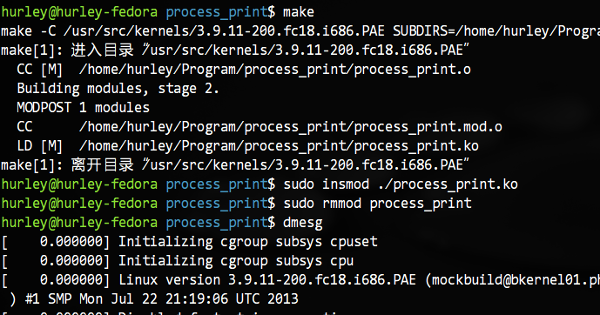 hurley@hurley-fedora process_print$ make
make -C /usr/src/kernels/3.9.11-200.fc18.i686.PAE SUBDIRS=/home/hurley/Progra
make[1]: 进入目录“/usr/src/kernels/3.9.11-200.fc18.i686.PAE”
  CC [M]  /home/hurley/Program/process_print/process_print.o
  Building modules, stage 2.
  MODPOST 1 modules
  CC      /home/hurley/Program/process_print/process_print.mod.o
  LD [M]  /home/hurley/Program/process_print/process_print.ko
make[1]: 离开目录“/usr/src/kernels/3.9.11-200.fc18.i686.PAE”
hurley@hurley-fedora process_print$ sudo insmod ./process_print.ko
hurley@hurley-fedora process_print$ sudo rmmod process_print
hurley@hurley-fedora process_print$ dmesg
[    0.000000] Initializing cgroup subsys cpuset
[    0.000000] Initializing cgroup subsys cpu
[    0.000000] Linux version 3.9.11-200.fc18.i686.PAE (mockbuild@bkernel01.ph
 ) #1 SMP Mon Jul 22 21:19:06 UTC 2013